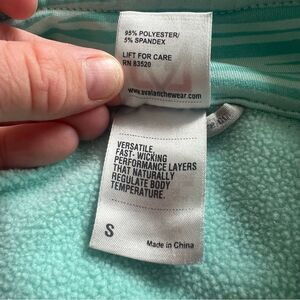 95% POLYESTER/
5% SPANDEX
LIFT FOR CARE
RN 83520
www.avalanchewear.com
VERSATILE,
FAST- WICKING
PERFORMANCE LAYERS
THAT NATURALLY
REGULATE BODY
TEMPERATURE.
S
Made in China